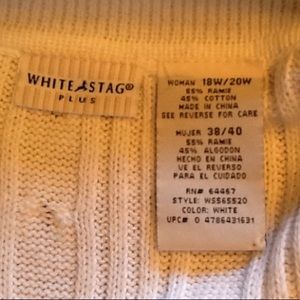 WHITE STAG®
PLUS
WOMAN 18W/20W
55% RAMIE
45% COTTON
MADE IN CHINA
SEE REVERSE FOR CARE
MUJER 38/40
55% RAMIE
45% ALGODON
HECHO EN CHINA
VE EL REVERSO
PARA EL CUIDADO
RN# 64467
STYLE: WSS65520
COLOR: WHITE
UPC# 0 4786431631